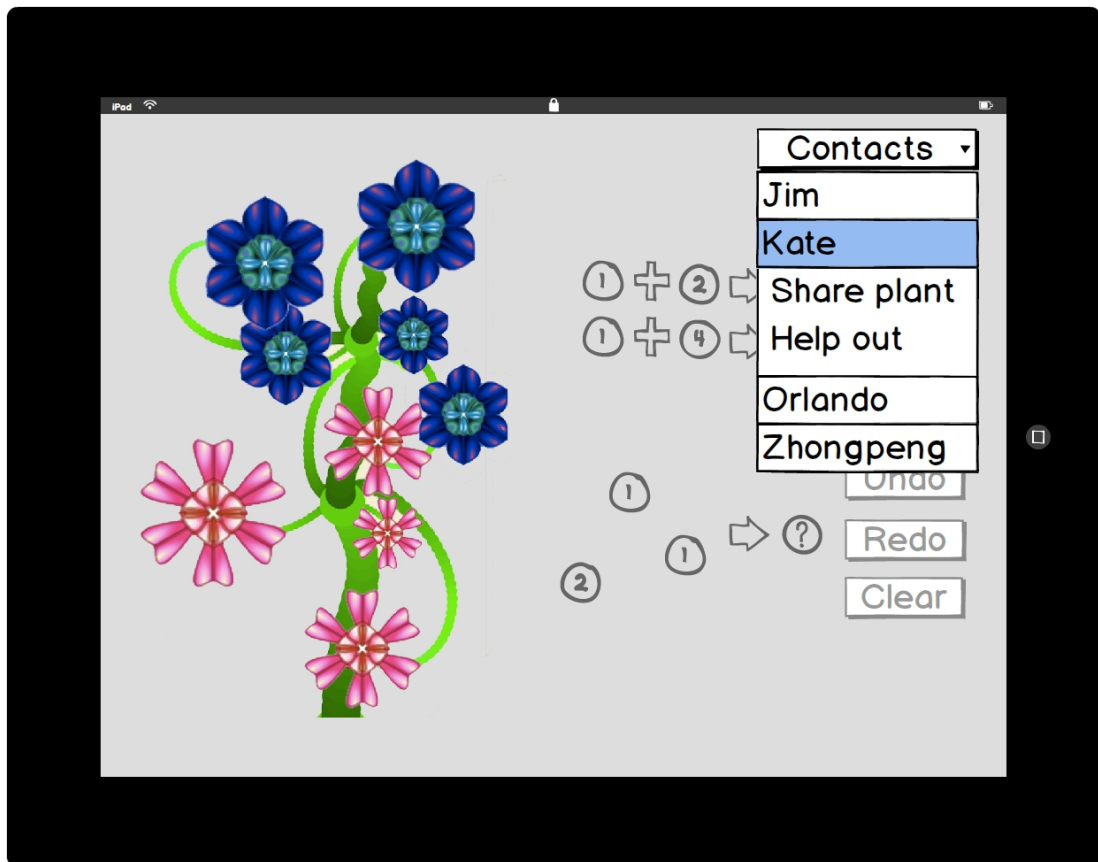 iPad
Contacts
Jim
Kate
1 + 2
Share plant
1 + 4
Help out
Orlando
Zhongpeng
Undo
1
?
Redo
1
2
Clear